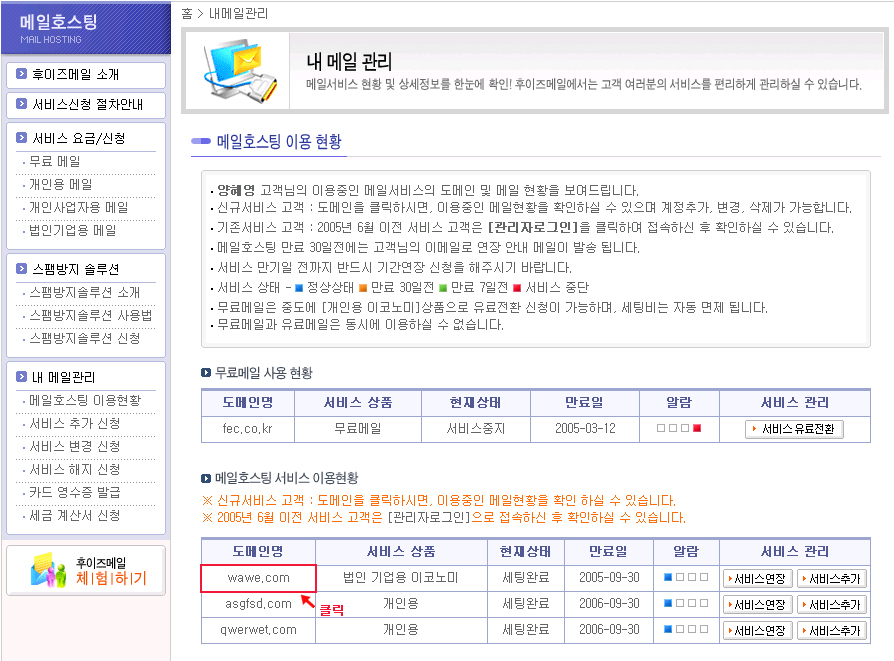 메일호스팅
MAIL HOSTING
후이즈메일 소개
서비스신청 절차안내
서비스 요금/신청
· 무료 메일
· 개인용 메일
· 개인사업자용 메일
· 법인기업용 메일
스팸방지 솔루션
· 스팸방지솔루션 소개
· 스팸방지솔루션 사용법
· 스팸방지솔루션 신청
내 메일관리
· 메일호스팅 이용현황
· 서비스 추가 신청
· 서비스 변경 신청
· 서비스 해지 신청
· 카드 영수증 발급
· 세금 계산서 신청
후이즈메일
체|험|하|기
홈 > 내메일관리
내 메일 관리
메일서비스 현황 및 상세정보를 한눈에 확인! 후이즈메일에서는 고객 여러분의 서비스를 편리하게 관리하실 수 있습니다.
메일호스팅 이용 현황
· 양혜영 고객님의 이용중인 메일서비스의 도메인 및 메일 현황을 보여드립니다.
· 신규서비스 고객 : 도메인을 클릭하시면, 이용중인 메일현황을 확인하실 수 있으며 계정추가, 변경, 삭제가 가능합니다.
· 기존서비스 고객 : 2005년 6월 이전 서비스 고객은 [관리자로그인]을 클릭하여 접속하신 후 확인하실 수 있습니다.
· 메일호스팅 만료 30일전에는 고객님의 이메일로 연장 안내 메일이 발송 됩니다.
· 서비스 만기일 전까지 반드시 기간연장 신청을 해주시기 바랍니다.
· 서비스 상태 - 정상상태 만료 30일전 만료 7일전 서비스 중단
· 무료메일은 중도에 [개인용 이코노미]상품으로 유료전환 신청이 가능하며, 세팅비는 자동 면제 됩니다.
· 무료메일과 유료메일은 동시에 이용하실 수 없습니다.
무료메일 사용 현황
도메인명 서비스 상품 현재상태 만료일 알람 서비스 관리
fec.co.kr 무료메일 서비스중지 2005-03-12 서비스 유료전환
메일호스팅 서비스 이용현황
※ 신규서비스 고객 : 도메인을 클릭하시면, 이용중인 메일현황을 확인 하실 수 있습니다.
※ 2005년 6월 이전 서비스 고객은 [관리자로그인]으로 접속하신 후 확인하실 수 있습니다.
도메인명 서비스 상품 현재상태 만료일 알람 서비스 관리
wawe.com 법인 기업용 이코노미 세팅완료 2005-09-30 서비스연장 서비스추가
asgfsd.com 개인용 세팅완료 2006-09-30 서비스연장 서비스추가
클릭
qwerwet.com 개인용 세팅완료 2006-09-30 서비스연장 서비스추가